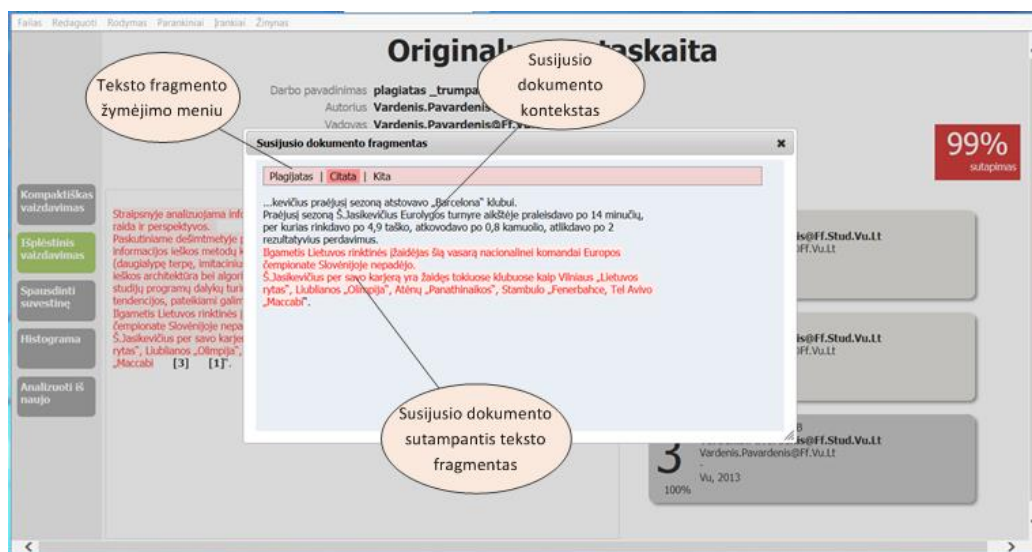 Failas Redaguoti Rodymas Parankiniai Įrankiai Žinynas
Teksto fragmento
žymėjimo meniu
Susijusio
dokumento
kontekstas
Darbo pavadinimas plagiatas _trumpa
Autorius Vardenis.Pavardenis
Vadovas Vardenis.Pavardenis@Ff.Vu.
99%
sutapimas
Kompaktiškas
vaizdavimas
Išplėstinis
vaizdavimas
Spausdinti
suvestinę
Histograma
Analizuoti iš
naujo
Straipsnyje analizuojama info
raida ir perspektyvos.
Paskutiniame dešimtmetyje p
informacijos ieškos metodų k
(daugialypę terpę, imitacinius
ieškos architektūra bei algori
studijų programų dalykų turi
tendencijos, pateikiami galim
Ilgametis Lietuvos rinktinės į
čempionate Slovėnijoje nepa
Š.Jasikevičius per savo karje
rytas", Liublianos „Olimpija",
„Maccabi [3] [1]".
Susijusio dokumento fragmentas
Plagijatas | Citata | Kita
...kevičius praėjusį sezoną atstovavo „Barcelona" klubui.
Praėjusį sezoną Š.Jasikevičius Eurolygos turnyre aikštėje praleisdavo po 14 minučių,
per kurias rinkdavo po 4,9 taško, atkovodavo po 0,8 kamuolio, atlikdavo po 2
rezultatyvius perdavimus.
Ilgametis Lietuvos rinktinės įžaidėjas šią vasarą nacionalinei komandai Europos
čempionate Slovėnijoje nepadėjo.
Š.Jasikevičius per savo karjerą yra žaidęs tokiuose klubuose kaip Vilniaus „Lietuvos
rytas", Liublianos „Olimpija", Atėnų „Panathinaikos", Stambulo „Fenerbahce, Tel Avivo
„Maccabi".
Susijusio dokumento
sutampantis teksto
fragmentas
is@Ff.Stud.Vu.Lt
@Ff.Vu.Lt
is@Ff.Stud.Vu.Lt
@Ff.Vu.Lt
3
100%
is@Ff.Stud.Vu.Lt
Vardenis.Pavardenis@Ff.Vu.Lt
-
Vu, 2013